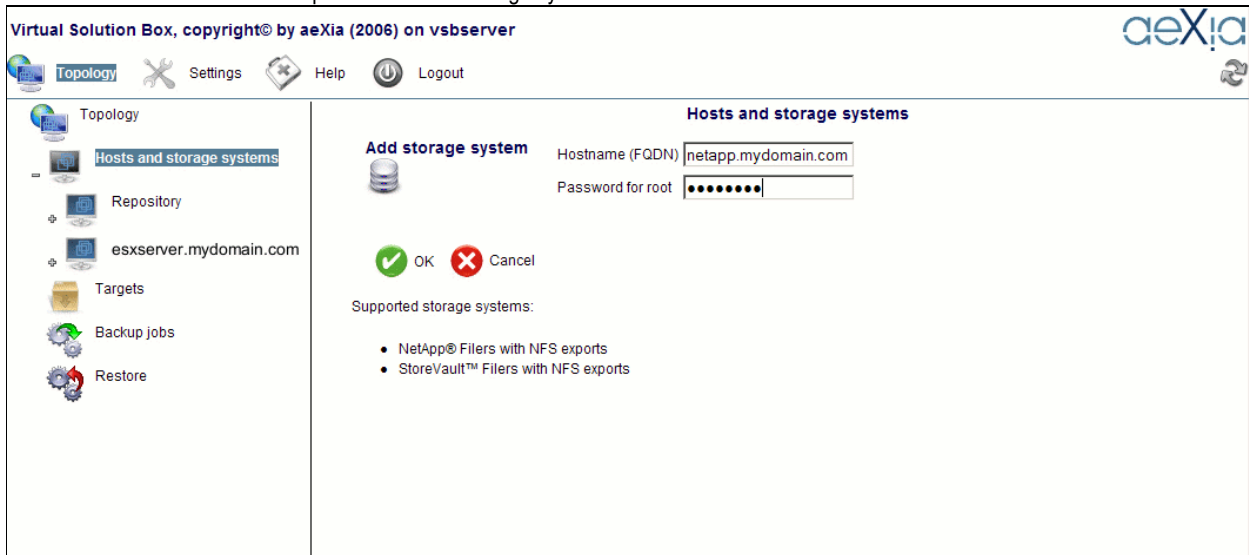 Virtual Solution Box, copyright© by aeXia (2006) on vsbserver
aeXia
Topology Settings Help Logout
Topology
Hosts and storage systems
Repository
esxserver.mydomain.com
Targets
Backup jobs
Restore
Hosts and storage systems
Add storage system
Hostname (FQDN) netapp.mydomain.com
Password for root ●●●●●●●●
OK Cancel
Supported storage systems:
● NetApp® Filers with NFS exports
● StoreVault™ Filers with NFS exports